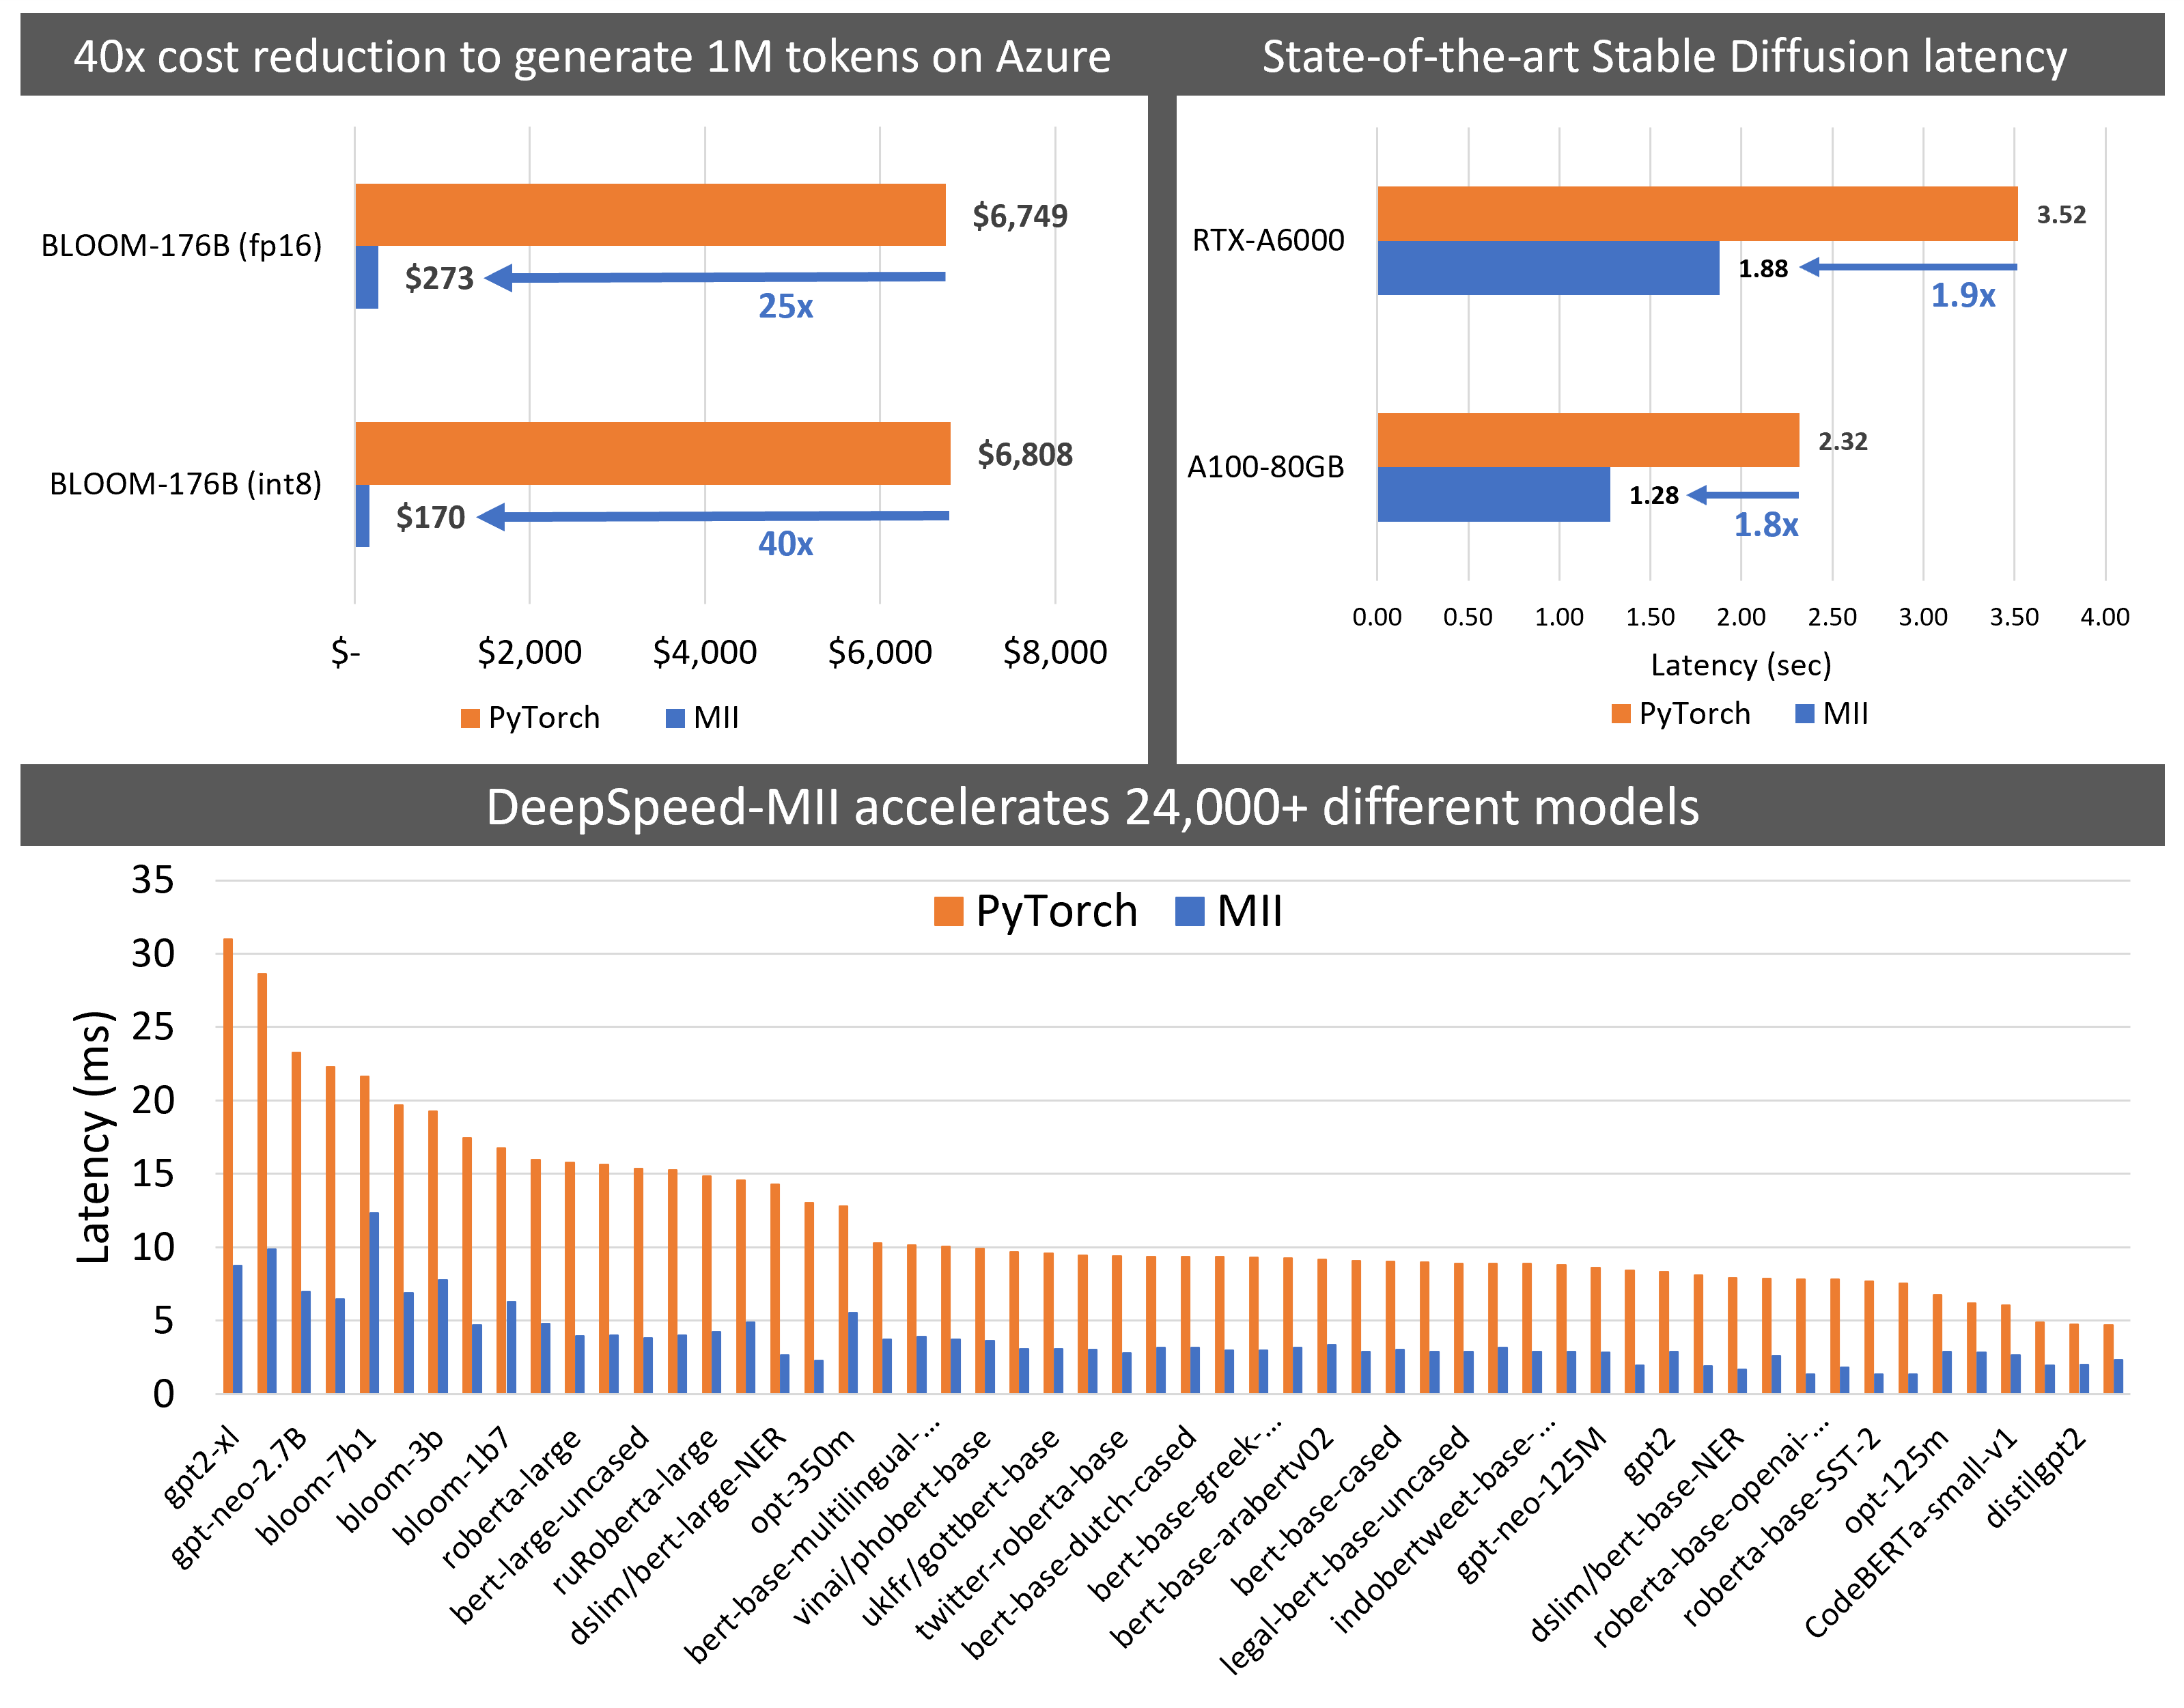 40x cost reduction to generate 1M tokens on Azure
BLOOM-176B (fp16)
$6,749
$273
25x
BLOOM-176B (int8)
$6,808
$170
40x
$-
$2,000
$4,000
$6,000
$8,000
PyTorch
MII
State-of-the-art Stable Diffusion latency
RTX-A6000
3.52
1.88
1.9x
A100-80GB
2.32
1.28
1.8x
0.00
0.50
1.00
1.50
2.00
2.50
3.00
3.50
4.00
Latency (sec)
PyTorch
MII
DeepSpeed-MII accelerates 24,000+ different models
PyTorch
MII
Latency (ms)
35
30
25
20
15
10
5
0
gpt2-xl
gpt-neo-2.7B
bloom-7b1
bloom-3b
bloom-1b7
roberta-large
bert-large-uncased
ruRoberta-large
dslim/bert-large-NER
opt-350m
bert-base-multilingual-…
vinai/phobert-base
uklfr/gottbert-base
twitter-roberta-base
bert-base-dutch-cased
bert-base-greek-…
bert-base-arabertv02
bert-base-cased
legal-bert-base-uncased
indobertweet-base-…
gpt-neo-125M
gpt2
dslim/bert-base-NER
roberta-base-openai-…
roberta-base-SST-2
opt-125m
CodeBERTa-small-v1
distilgpt2